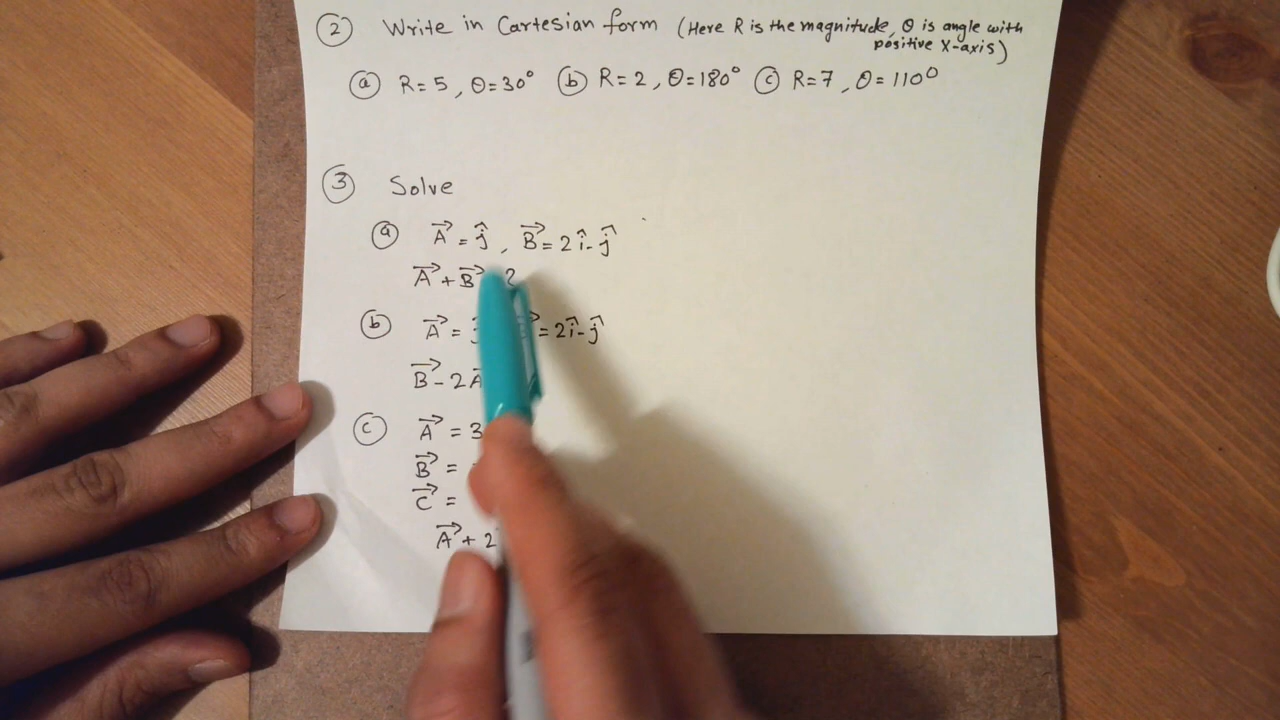 ② Write in Cartesian form (Here R is the magnitude, θ is angle with
positive X-axis)
ⓐ R = 5, θ = 30° ⓑ R = 2, θ = 180° ⓒ R = 7, θ = 110°
③ Solve
ⓐ A⃗ = ĵ, B⃗ = 2î - ĵ
A⃗ + B⃗ ?
ⓑ A⃗ = = 2î - ĵ
B⃗ - 2A⃗
ⓒ A⃗ = 3
B⃗ =
C⃗ =
A⃗ + 2